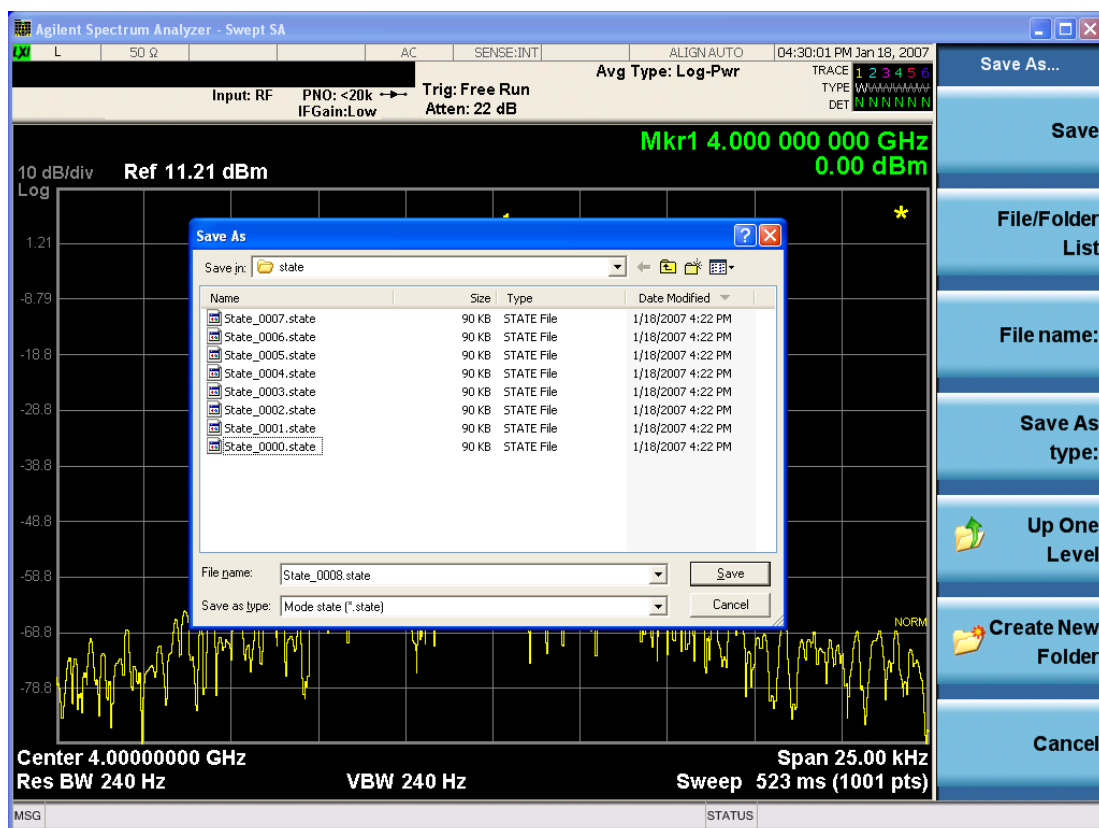 Agilent Spectrum Analyzer - Swept SA
LXI L 50 Ω AC SENSE:INT ALIGN AUTO 04:30:01 PM Jan 18, 2007
Input: RF PNO: <20k Trig: Free Run Avg Type: Log-Pwr TRACE 1 2 3 4 5 6
IFGain:Low Atten: 22 dB TYPE WWWWWW
DET N N N N N N
Mkr1 4.000 000 000 GHz
0.00 dBm
10 dB/div Ref 11.21 dBm
Log
1.21
-8.79
-18.8
-28.8
-38.8
-48.8
-58.8
-68.8
-78.8
NORM
Save As
Save in: state
Name Size Type Date Modified
State_0007.state 90 KB STATE File 1/18/2007 4:22 PM
State_0006.state 90 KB STATE File 1/18/2007 4:22 PM
State_0005.state 90 KB STATE File 1/18/2007 4:22 PM
State_0004.state 90 KB STATE File 1/18/2007 4:22 PM
State_0003.state 90 KB STATE File 1/18/2007 4:22 PM
State_0002.state 90 KB STATE File 1/18/2007 4:22 PM
State_0001.state 90 KB STATE File 1/18/2007 4:22 PM
State_0000.state 90 KB STATE File 1/18/2007 4:22 PM
File name: State_0008.state Save
Save as type: Mode state (*.state) Cancel
Center 4.00000000 GHz Span 25.00 kHz
Res BW 240 Hz VBW 240 Hz Sweep 523 ms (1001 pts)
MSG STATUS
Save As...
Save
File/Folder
List
File name:
Save As
type:
Up One
Level
Create New
Folder
Cancel